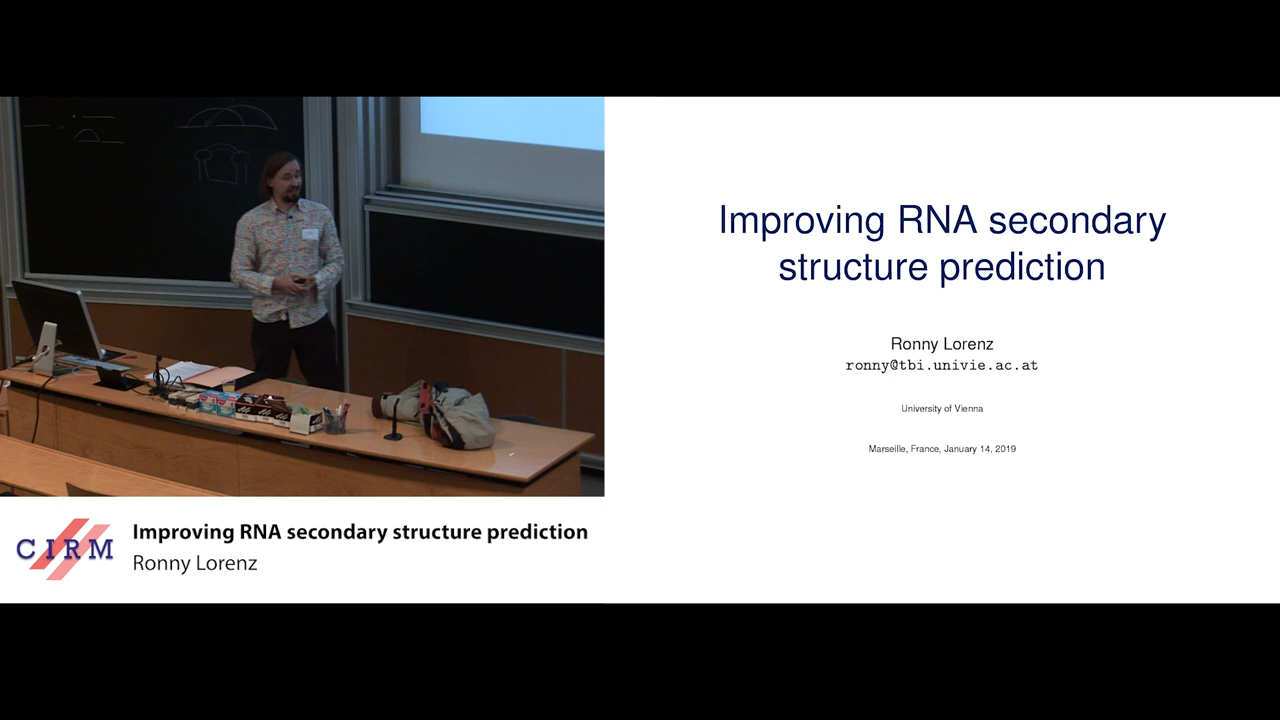 Improving RNA secondary
structure prediction
Ronny Lorenz
ronny@tbi.univie.ac.at
University of Vienna
Marseille, France, January 14, 2019
CIRM
Improving RNA secondary structure prediction
Ronny Lorenz